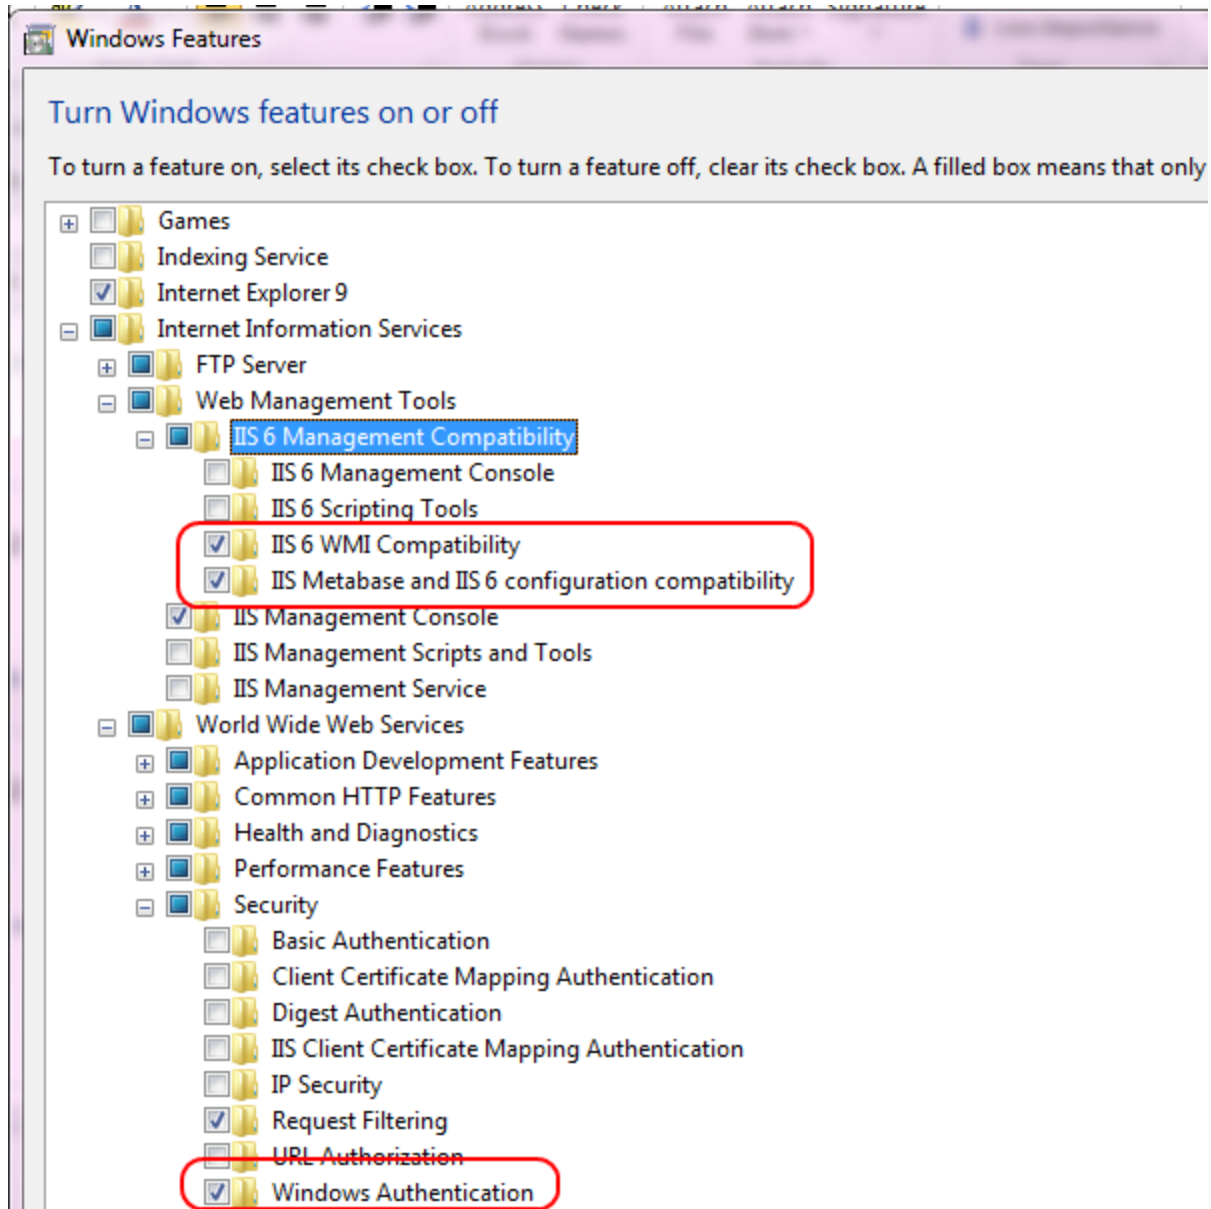 Windows Features
Turn Windows features on or off
To turn a feature on, select its check box. To turn a feature off, clear its check box. A filled box means that only
Games
Indexing Service
Internet Explorer 9
Internet Information Services
FTP Server
Web Management Tools
IIS 6 Management Compatibility
IIS 6 Management Console
IIS 6 Scripting Tools
IIS 6 WMI Compatibility
IIS Metabase and IIS 6 configuration compatibility
IIS Management Console
IIS Management Scripts and Tools
IIS Management Service
World Wide Web Services
Application Development Features
Common HTTP Features
Health and Diagnostics
Performance Features
Security
Basic Authentication
Client Certificate Mapping Authentication
Digest Authentication
IIS Client Certificate Mapping Authentication
IP Security
Request Filtering
URL Authorization
Windows Authentication